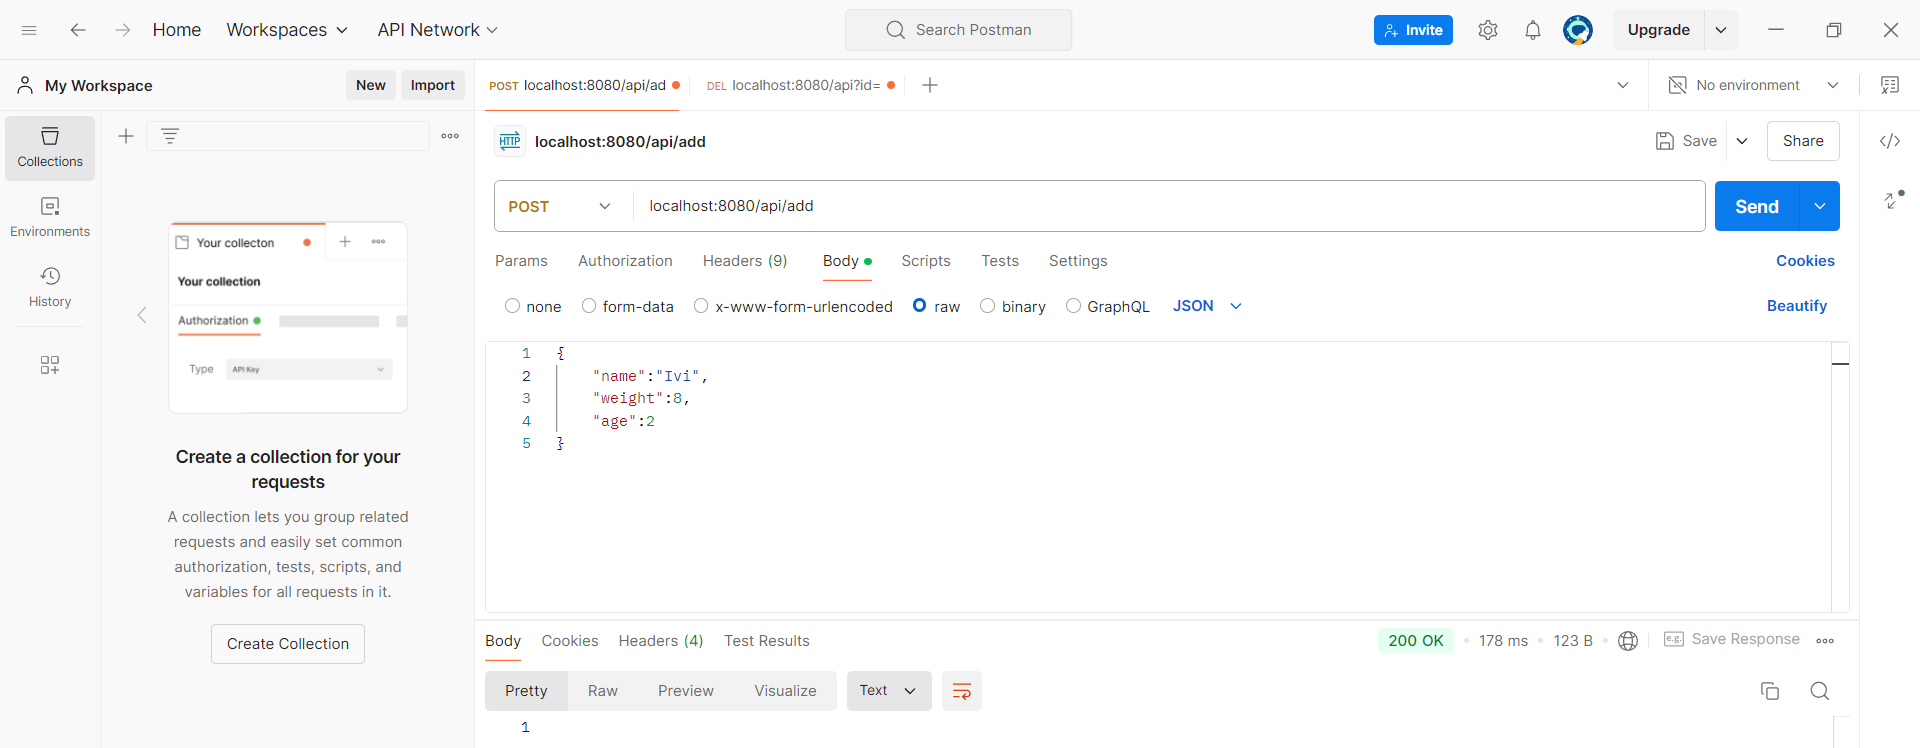 Home Workspaces API Network Search Postman Invite Upgrade
My Workspace New Import POST localhost:8080/api/ad DEL localhost:8080/api?id= No environment
Collections
Environments
History
Your collecton
Your collection
Authorization
Type API Key
Create a collection for your
requests
A collection lets you group related
requests and easily set common
authorization, tests, scripts, and
variables for all requests in it.
Create Collection
HTTP localhost:8080/api/add Save Share
POST localhost:8080/api/add Send
Params Authorization Headers (9) Body Scripts Tests Settings Cookies
none form-data x-www-form-urlencoded raw binary GraphQL JSON Beautify
1 {
2 "name":"Ivi",
3 "weight":8,
4 "age":2
5 }
Body Cookies Headers (4) Test Results 200 OK 178 ms 123 B e.g. Save Response
Pretty Raw Preview Visualize Text
1